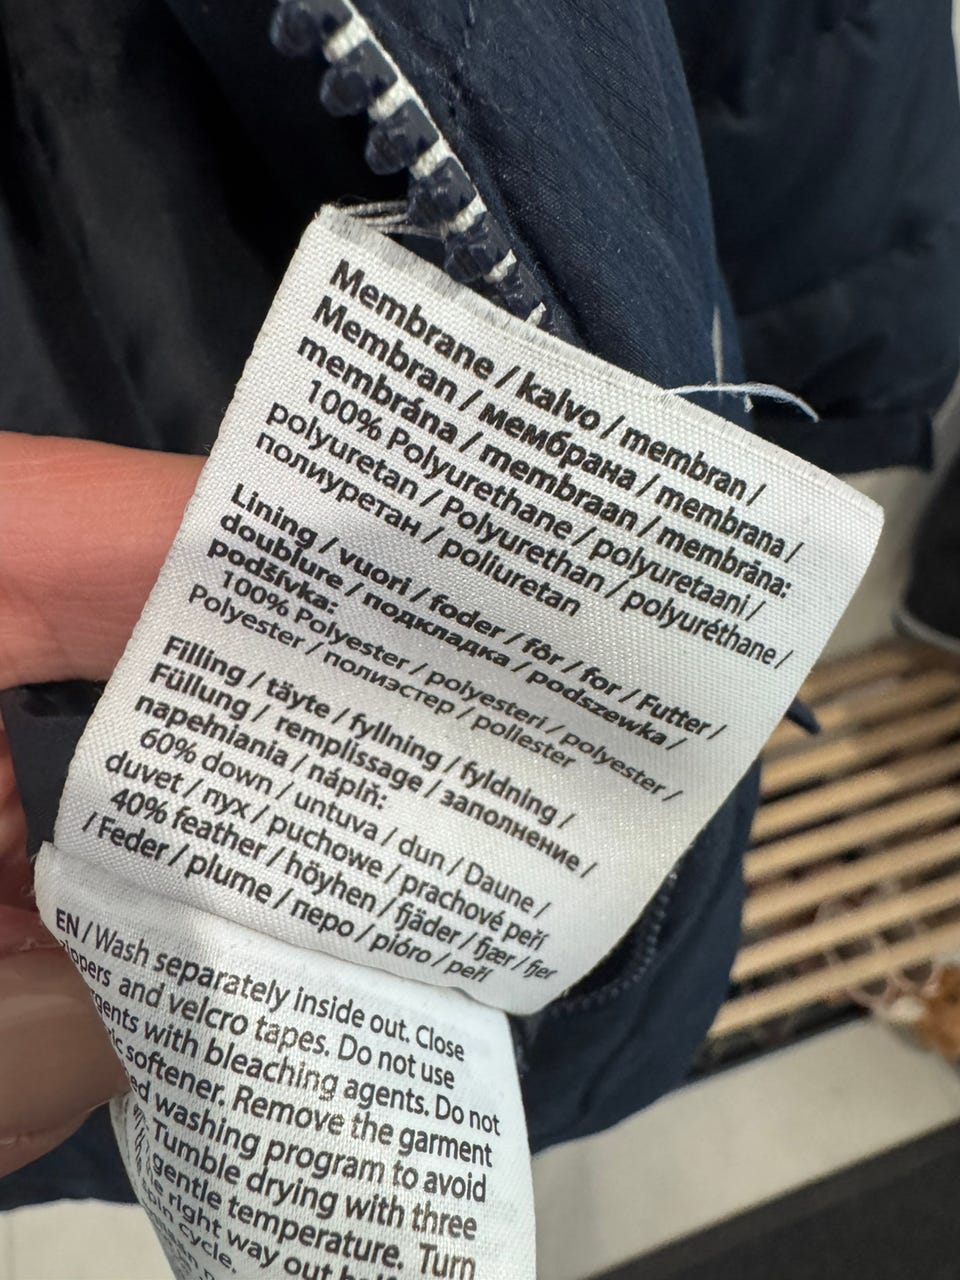 Membrane / kalvo / membran /
Membran / мембрана / membrana /
membrána / membraan / membrāna:
100% Polyurethane / polyuretaani /
polyuretan / Polyurethan / polyuréthane /
полиуретан / poliuretan
Lining / vuori / foder / fôr / for / Futter /
doublure / подкладка / podszewka /
podšívka:
100% Polyester / polyesteri / polyester /
Polyester / полиэстер / poliester
Filling / täyte / fyllning / fyldning /
Füllung / remplissage / заполнение /
napełniania / náplň:
60% down / untuva / dun / Daune /
duvet / пух / puchowe / prachové peří
40% feather / höyhen / fjäder / fjær / fjer
/ Feder / plume / перо / pióro / peří
EN / Wash separately inside out. Close
and velcro tapes. Do not use
with bleaching agents. Do not
softener. Remove the garment
washing program to avoid
Tumble drying with three
gentle temperature. Turn
right way out
cycle,